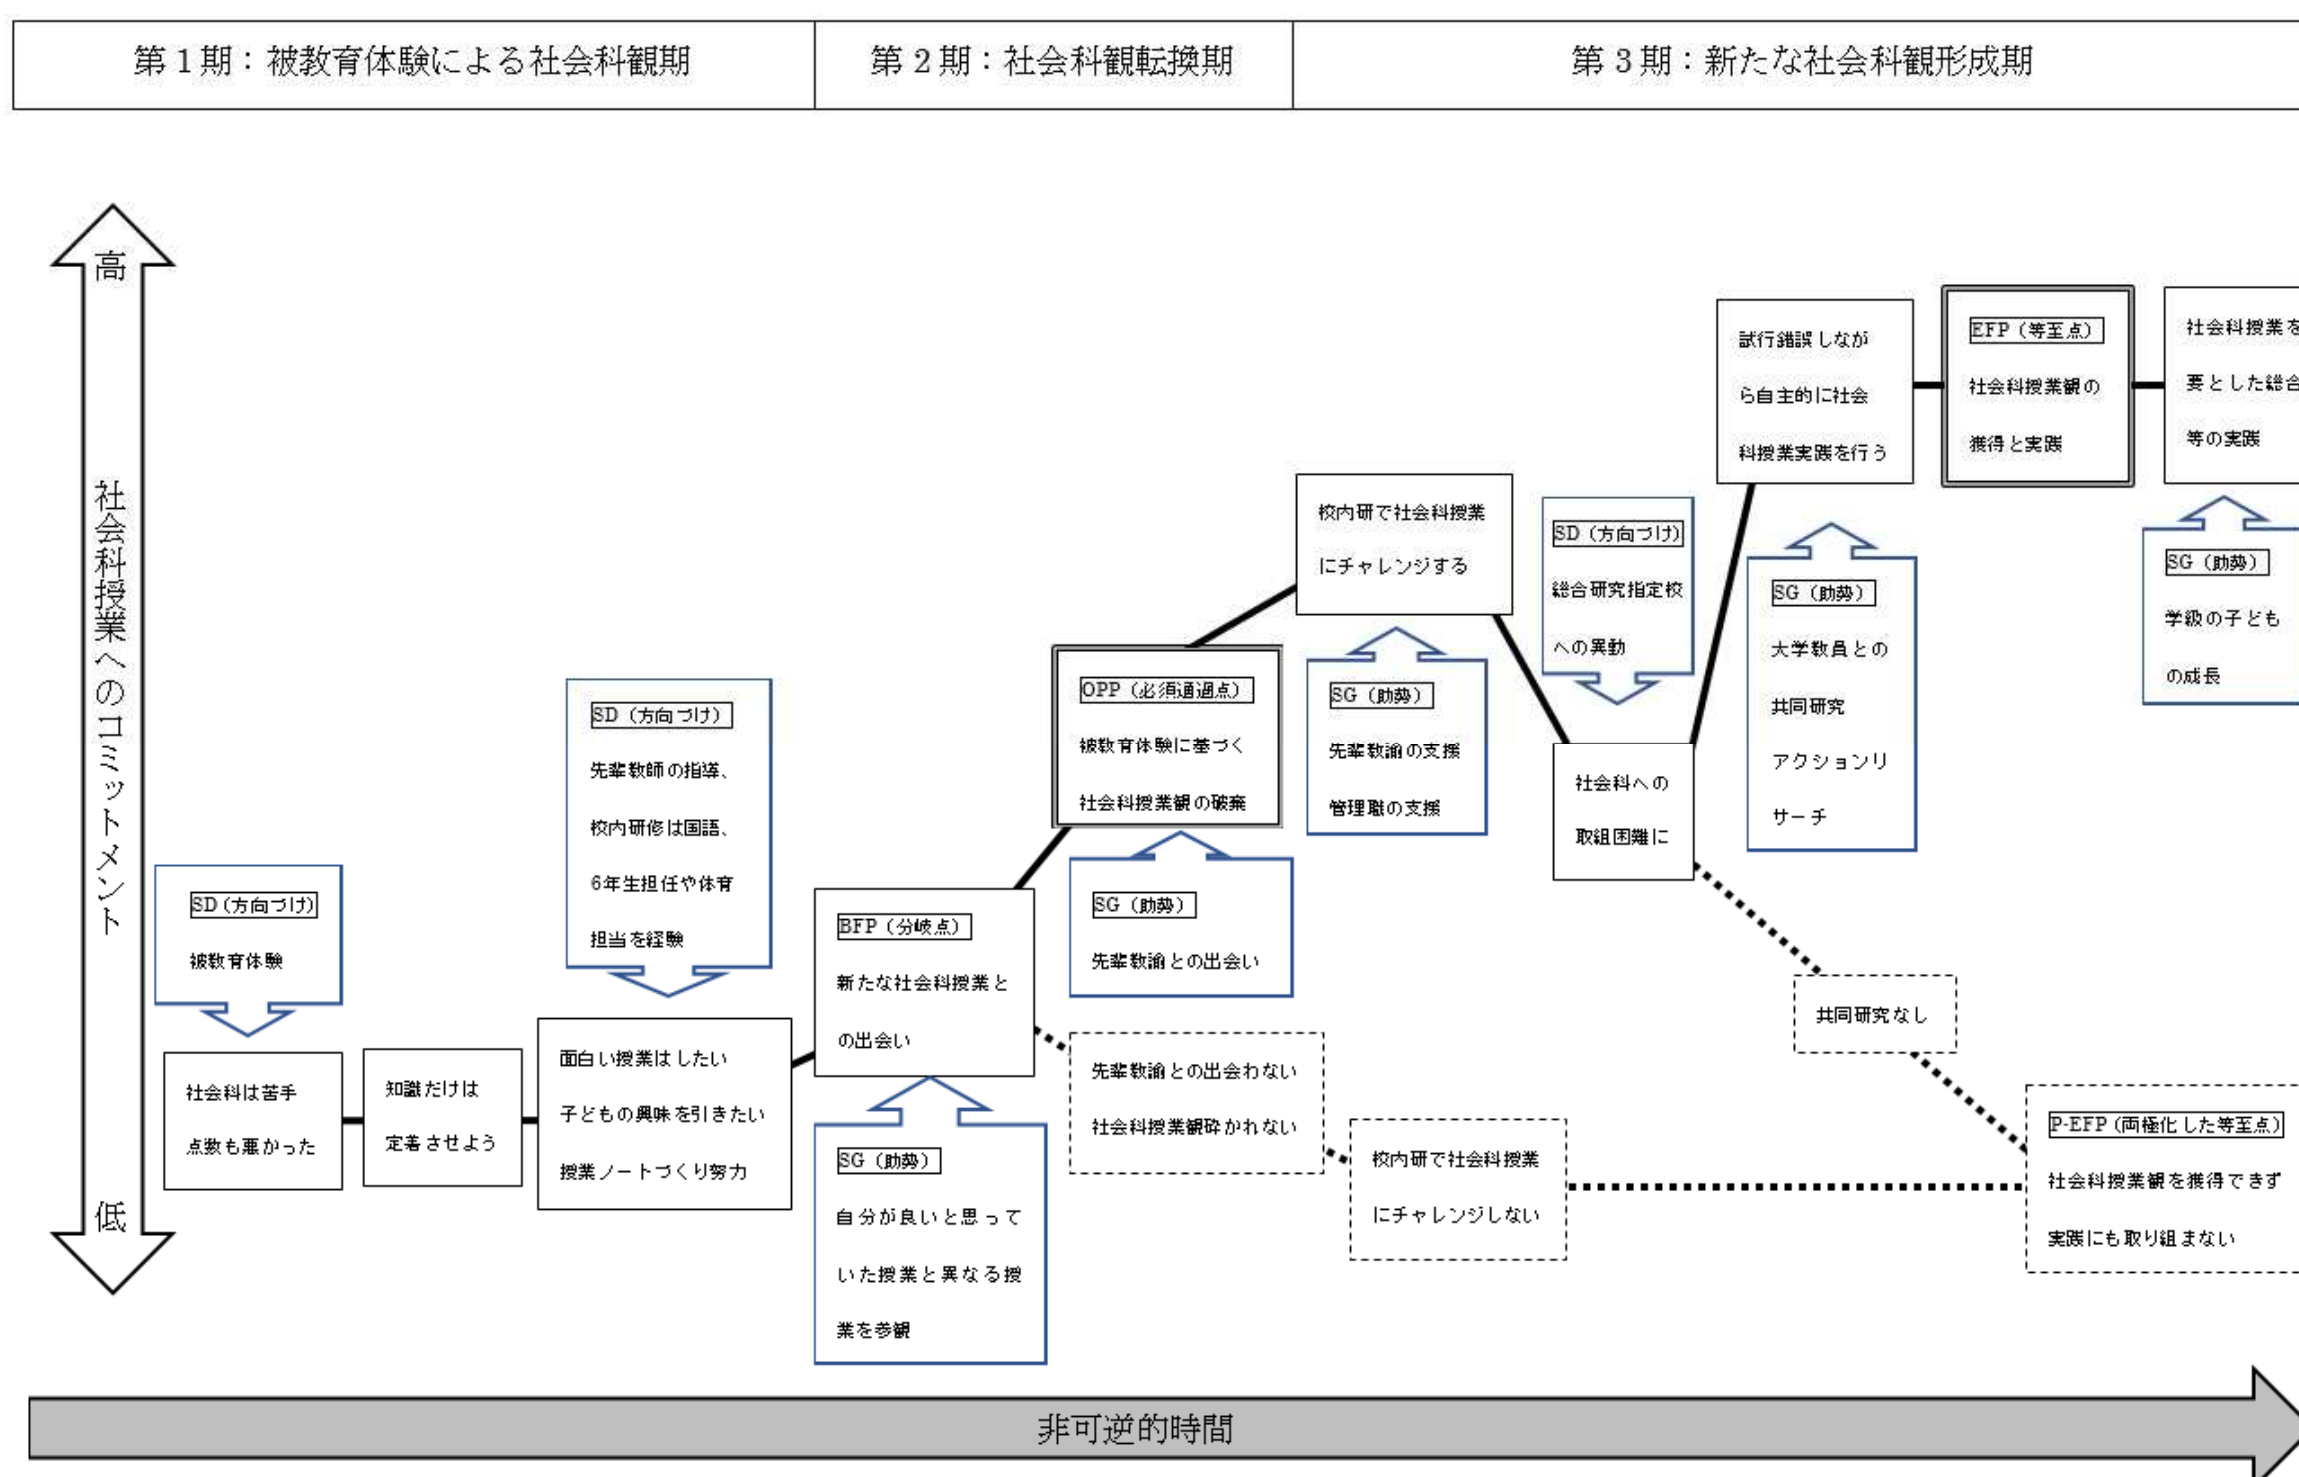 第1期：被教育体験による社会科観期
第2期：社会科観転換期
第3期：新たな社会科観形成期
高
社会科授業へのコミットメント
低
SD（方向づけ）
被教育体験
社会科は苦手
点数も悪かった
知識だけは
定着させよう
SD（方向づけ）
先輩教師の指導、
校内研修は国語、
6年生担任や体育
担当を経験
面白い授業はしたい
子どもの興味を引きたい
授業ノートづくり努力
BFP（分岐点）
新たな社会科授業と
の出会い
SG（助勢）
自分が良いと思って
いた授業と異なる授
業を参観
OPP（必須通過点）
被教育体験に基づく
社会科授業観の破棄
SG（助勢）
先輩教諭との出会い
先輩教諭との出会わない
社会科授業観砕かれない
校内研で社会科授業
にチャレンジする
SG（助勢）
先輩教諭の支援
管理職の支援
校内研で社会科授業
にチャレンジしない
SD（方向づけ）
総合研究指定校
への異動
社会科への
取組困難に
試行錯誤しなが
ら自主的に社会
科授業実践を行う
SG（助勢）
大学教員との
共同研究
アクションリ
サーチ
共同研究なし
EFP（等至点）
社会科授業観の
獲得と実践
社会科授業を
要とした総合
等の実践
SG（助勢）
学級の子ども
の成長
P-EFP（両極化した等至点）
社会科授業観を獲得できず
実践にも取り組まない
非可逆的時間